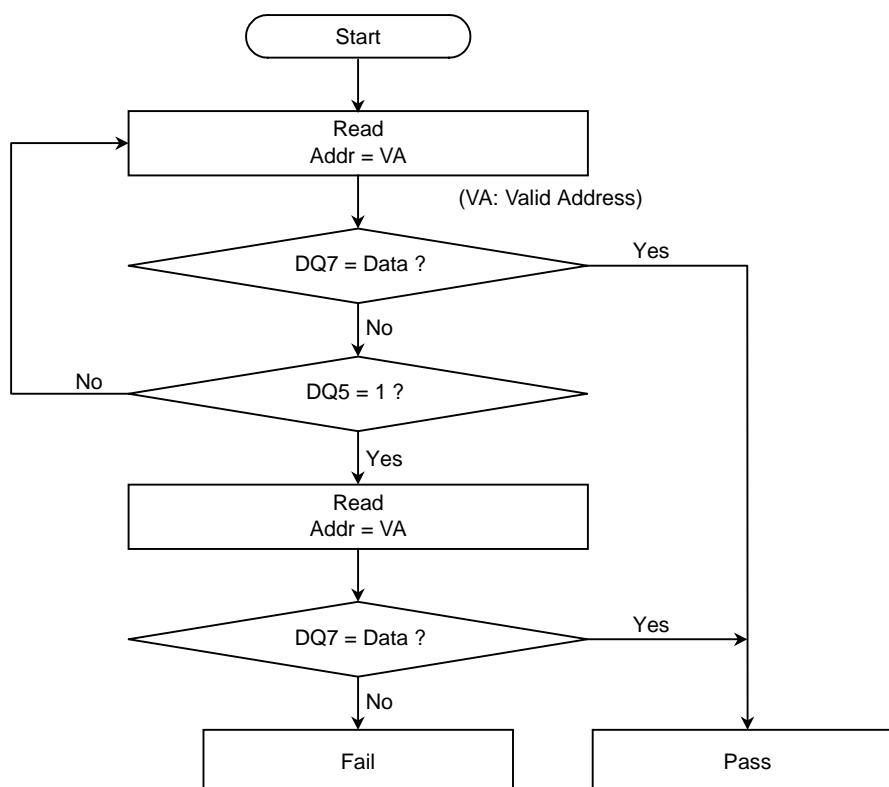 Start
Read
Addr = VA
(VA: Valid Address)
DQ7 = Data ?
Yes
No
DQ5 = 1 ?
No
Yes
Read
Addr = VA
DQ7 = Data ?
Yes
No
Fail
Pass